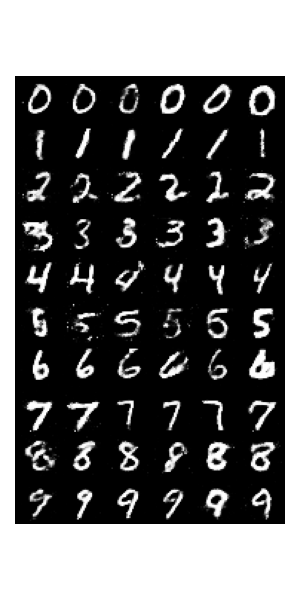 0 0 0 0 0 0
1 1 1 1 1 1
2 2 2 2 2 2
3 3 3 3 3 3
4 4 4 4 4 4
5 5 5 5 5 5
6 6 6 6 6 6
7 7 7 7 7 7
8 8 8 8 8 8
9 9 9 9 9 9